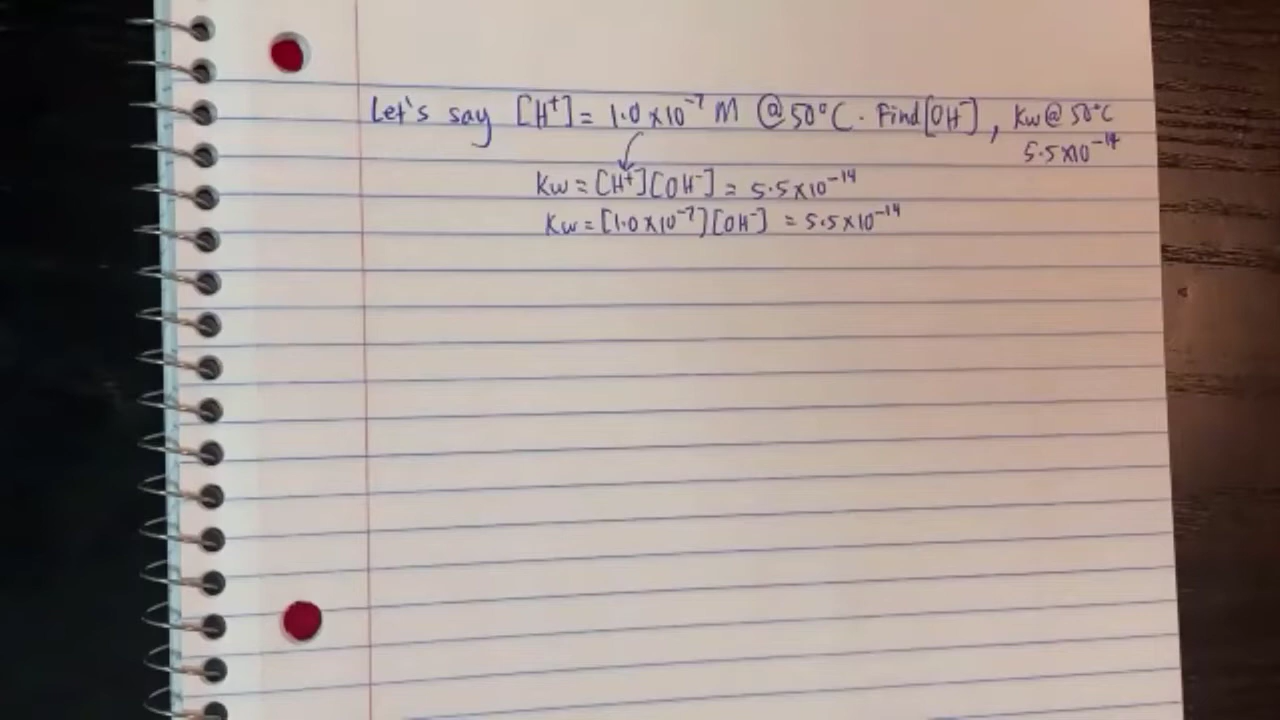 Let's say [H⁺] = 1.0 x 10⁻⁷ M @ 50°C. Find [OH⁻], Kw @ 50°C
5.5 x 10⁻¹⁴
Kw = [H⁺][OH⁻] = 5.5 x 10⁻¹⁴
Kw = [1.0 x 10⁻⁷][OH⁻] = 5.5 x 10⁻¹⁴